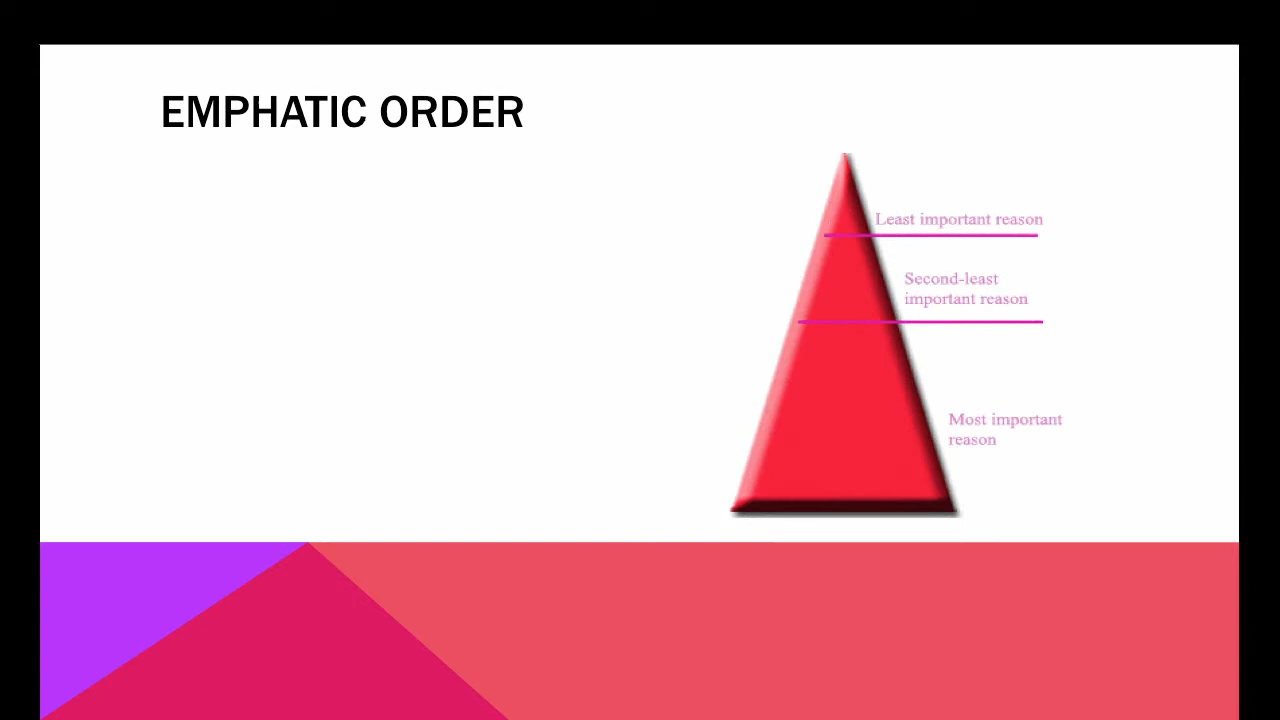 EMPHATIC ORDER
Least important reason
Second-least
important reason
Most important
reason